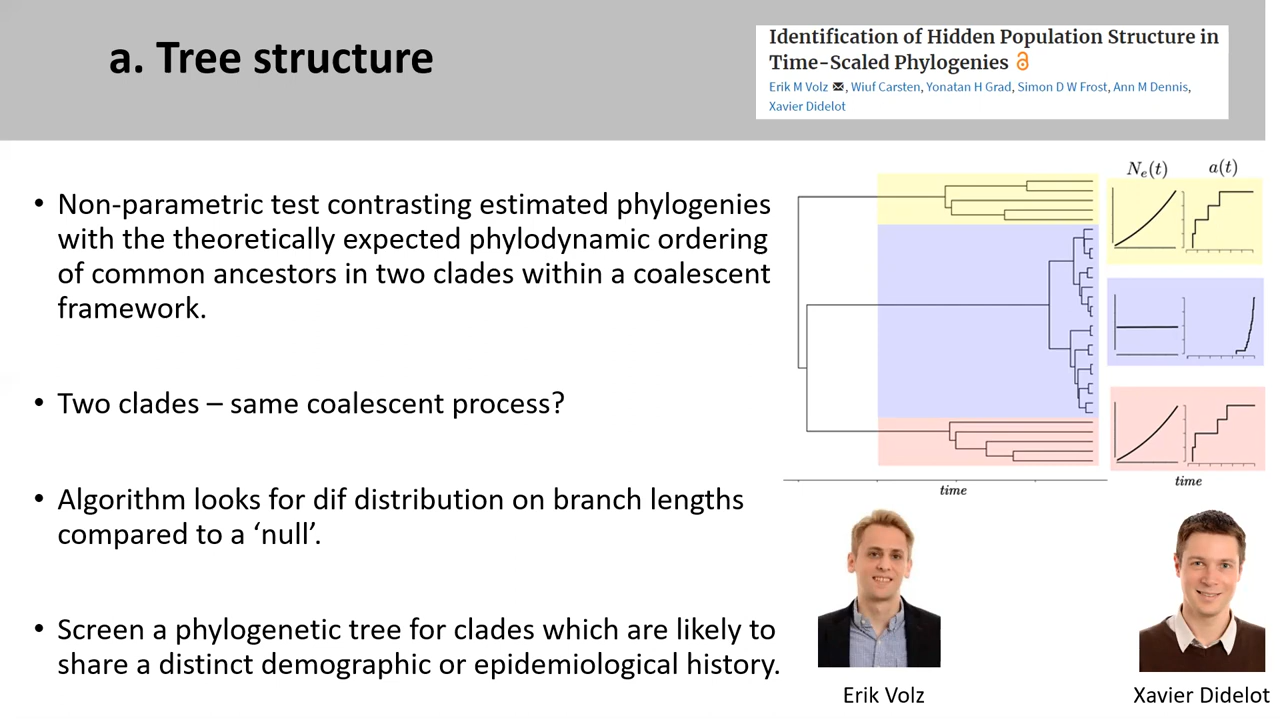 a. Tree structure
Identification of Hidden Population Structure in
Time-Scaled Phylogenies
Erik M Volz, Wiuf Carsten, Yonatan H Grad, Simon D W Frost, Ann M Dennis,
Xavier Didelot
• Non-parametric test contrasting estimated phylogenies
with the theoretically expected phylodynamic ordering
of common ancestors in two clades within a coalescent
framework.
• Two clades – same coalescent process?
• Algorithm looks for dif distribution on branch lengths
compared to a ‘null’.
• Screen a phylogenetic tree for clades which are likely to
share a distinct demographic or epidemiological history.
Ne(t) a(t)
time
time
Erik Volz
Xavier Didelot